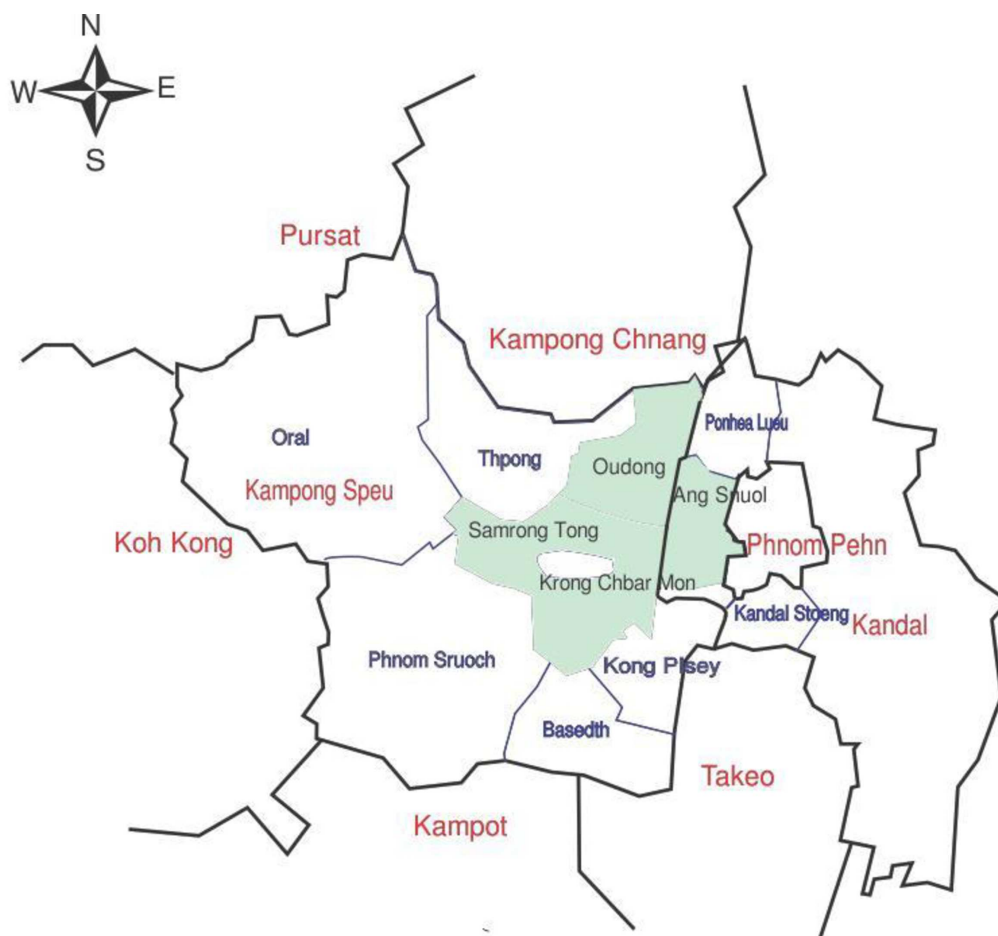 N
W
E
S
Pursat
Kampong Chnang
Ponhea Lueu
Oral
Thpong
Oudong
Kampong Speu
Ang Snuol
Samrong Tong
Koh Kong
Phnom Pehn
Krong Chbar Mon
Kandal Stoeng
Kandal
Phnom Sruoch
Kong Plsey
Basedth
Takeo
Kampot